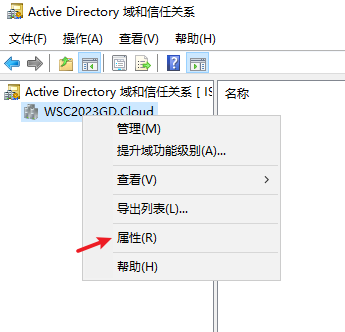 Active Directory 域和信任关系
文件(F) 操作(A) 查看(V) 帮助(H)
Active Directory 域和信任关系 [ IS
名称
WSC2023GD.Cloud
管理(M)
提升域功能级别(A)...
查看(V)
导出列表(L)...
属性(R)
帮助(H)